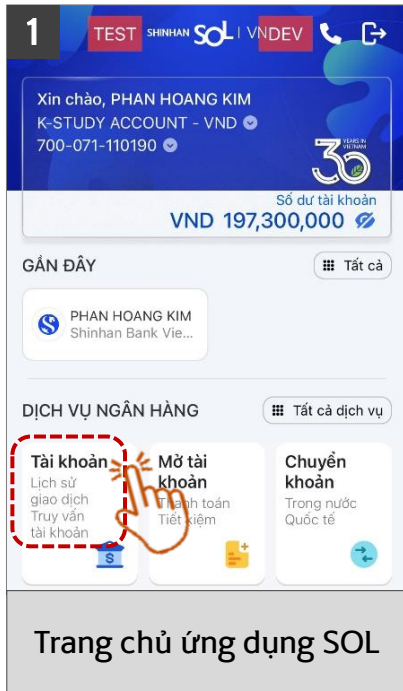 1
TEST SHINHAN SOL VNDEV
Xin chào, PHAN HOANG KIM
K-STUDY ACCOUNT - VND
700-071-110190
30 YEARS IN VIETNAM
Số dư tài khoản
VND 197,300,000
GẦN ĐÂY
Tất cả
PHAN HOANG KIM
Shinhan Bank Vie...
DỊCH VỤ NGÂN HÀNG
Tất cả dịch vụ
Tài khoản
Lịch sử
giao dịch
Truy vấn
tài khoản
Mở tài
khoản
Thanh toán
Tiết kiệm
Chuyển
khoản
Trong nước
Quốc tế
Trang chủ ứng dụng SOL